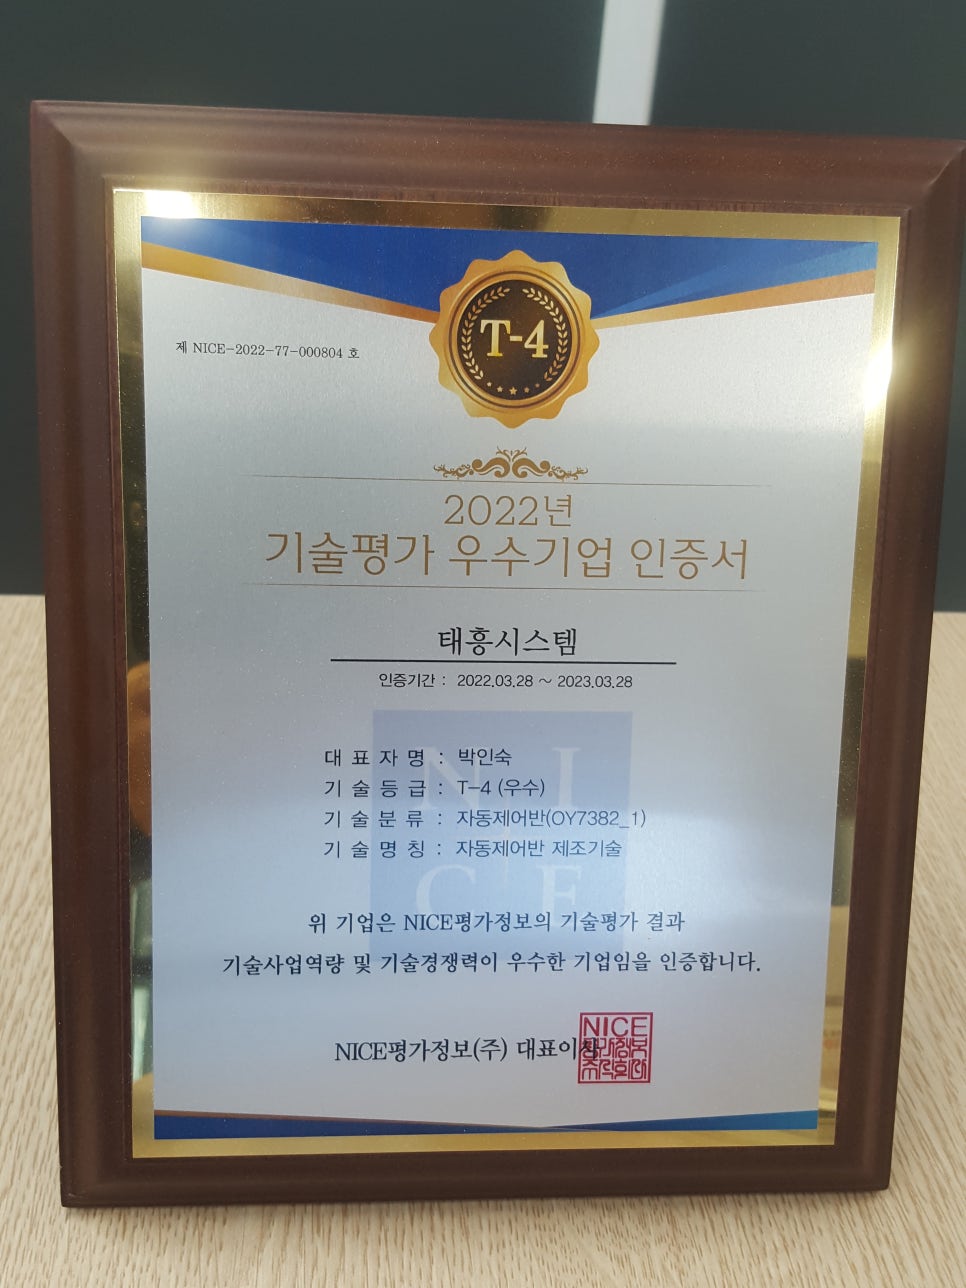 T-4
제 NICE-2022-77-000804 호
2022년
기술평가 우수기업 인증서
태흥시스템
인증기간 : 2022.03.28 ~ 2023.03.28
대 표 자 명 : 박인숙
기 술 등 급 : T-4 (우수)
기 술 분 류 : 자동제어반(OY7382_1)
기 술 명 칭 : 자동제어반 제조기술
N I
C E
위 기업은 NICE평가정보의 기술평가 결과
기술사업역량 및 기술경쟁력이 우수한 기업임을 인증합니다.
NICE평가정보(주) 대표이사
NICE